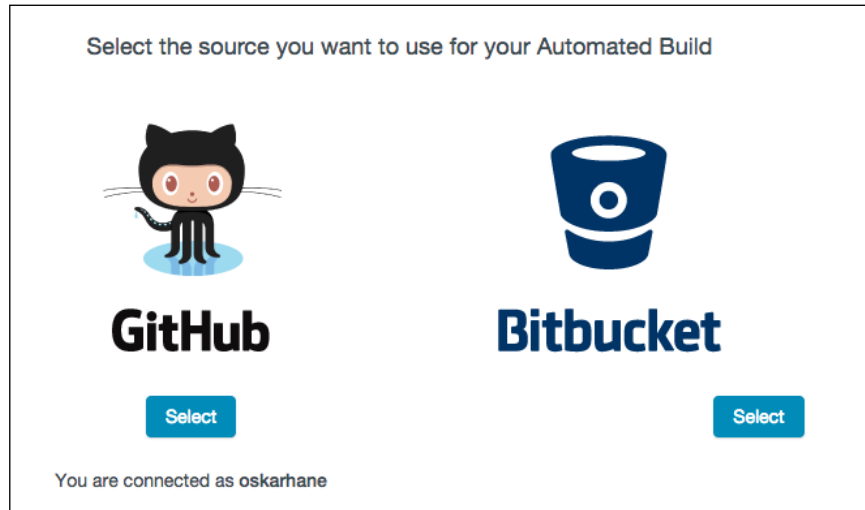 Select the source you want to use for your Automated Build
GitHub
Bitbucket
Select
Select
You are connected as oskarhane